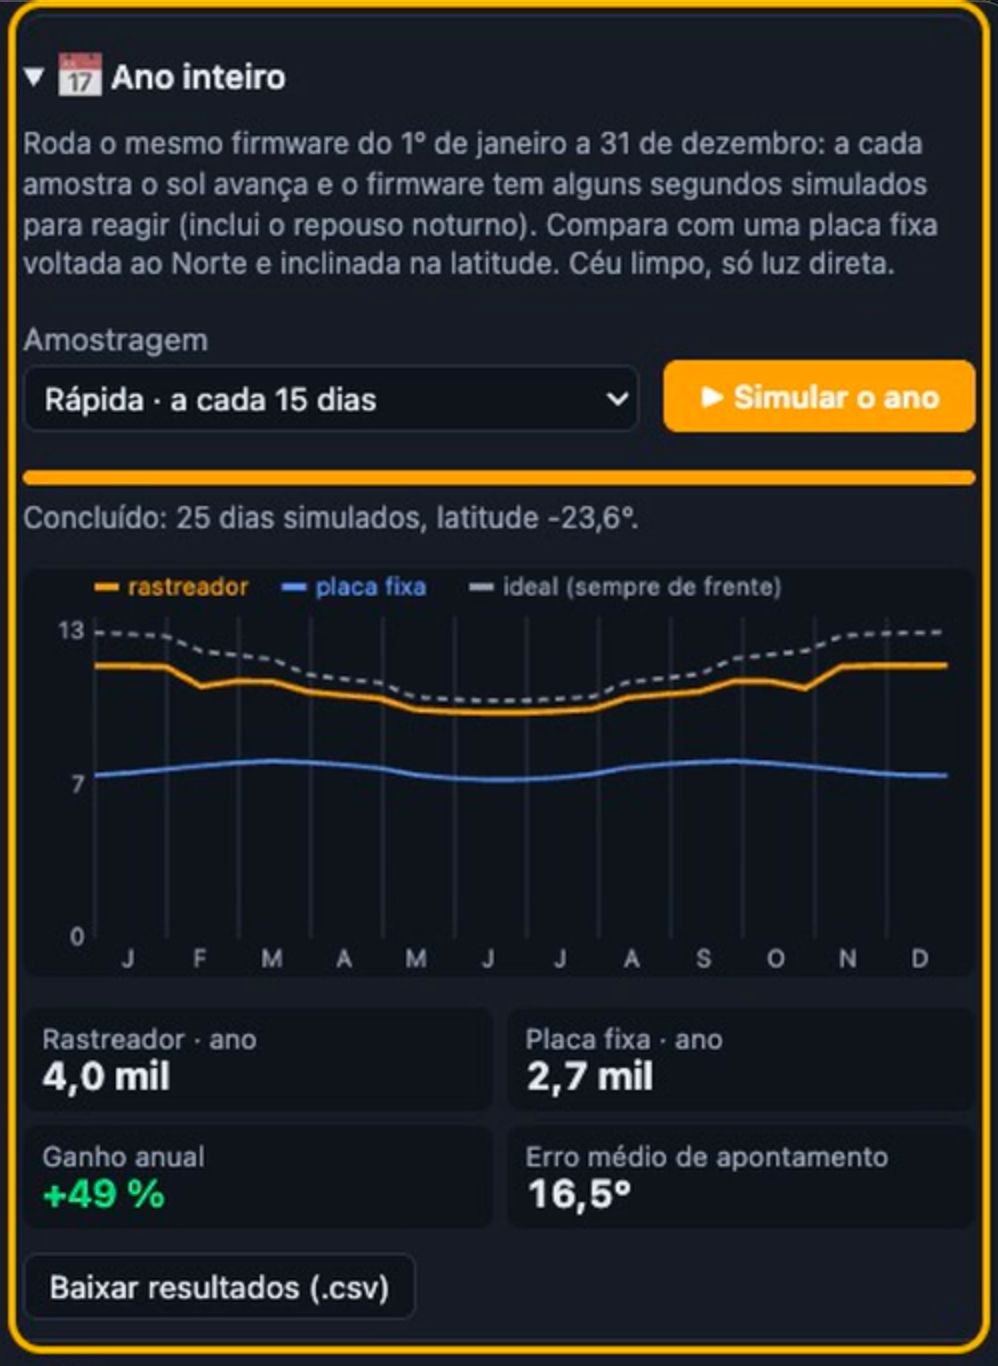 ▼ 📅 Ano inteiro
Roda o mesmo firmware do 1º de janeiro a 31 de dezembro: a cada
amostra o sol avança e o firmware tem alguns segundos simulados
para reagir (inclui o repouso noturno). Compara com uma placa fixa
voltada ao Norte e inclinada na latitude. Céu limpo, só luz direta.
Amostragem
Rápida · a cada 15 dias
▶ Simular o ano
Concluído: 25 dias simulados, latitude -23,6°.
rastreador placa fixa ideal (sempre de frente)
13
7
0
J F M A M J J A S O N D
Rastreador · ano
4,0 mil
Placa fixa · ano
2,7 mil
Ganho anual
+49 %
Erro médio de apontamento
16,5°
Baixar resultados (.csv)